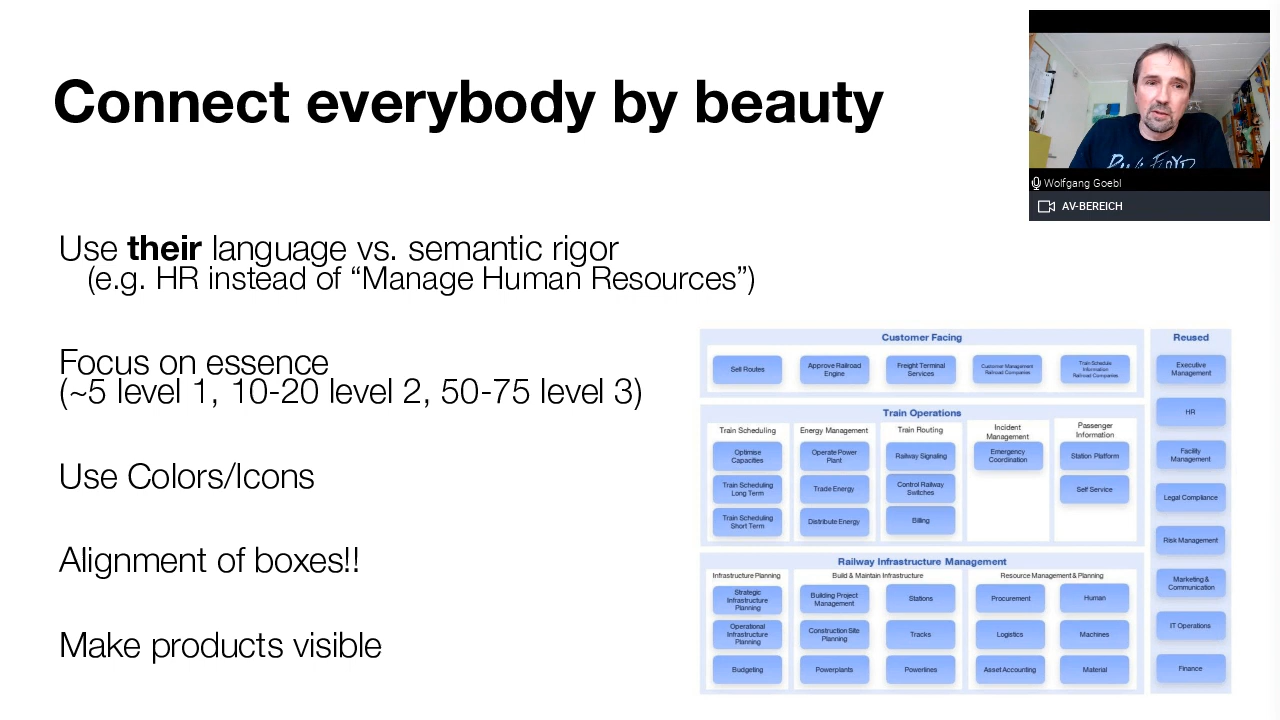 Connect everybody by beauty
Wolfgang Goebl
AV-BEREICH
Use their language vs. semantic rigor
(e.g. HR instead of “Manage Human Resources”)
Focus on essence
(~5 level 1, 10-20 level 2, 50-75 level 3)
Use Colors/Icons
Alignment of boxes!!
Make products visible
Customer Facing
Sell Routes
Approve Railroad
Engine
Freight Terminal
Services
Customer Management
Railroad Companies
Train Schedule
Information
Railroad Companies
Train Operations
Train Scheduling
Optimise
Capacities
Train Scheduling
Long Term
Train Scheduling
Short Term
Energy Management
Operate Power
Plant
Trade Energy
Distribute Energy
Train Routing
Railway Signaling
Control Railway
Switches
Billing
Incident
Management
Emergency
Coordination
Passenger
Information
Station Platform
Self Service
Railway Infrastructure Management
Infrastructure Planning
Strategic
Infrastructure
Planning
Operational
Infrastructure
Planning
Budgeting
Build & Maintain Infrastructure
Building Project
Management
Stations
Construction Site
Planning
Tracks
Powerplants
Powerlines
Resource Management & Planning
Procurement
Human
Logistics
Machines
Asset Accounting
Material
Reused
Executive
Management
HR
Facility
Management
Legal Compliance
Risk Management
Marketing &
Communication
IT Operations
Finance